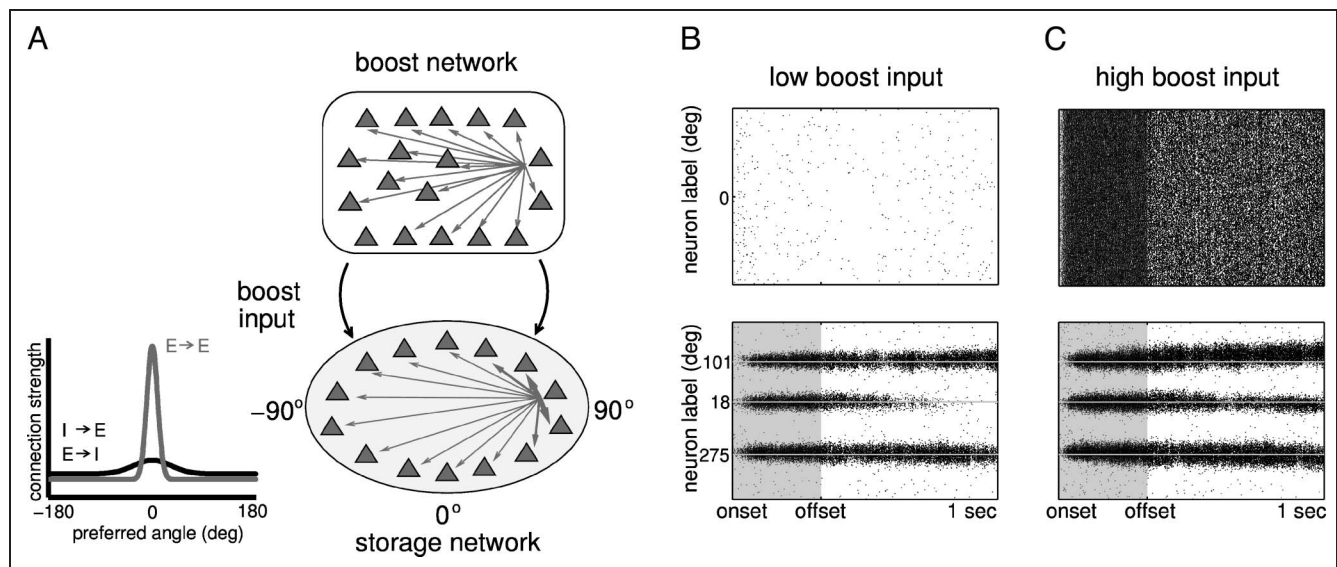 A
boost network
boost
input
connection strength
E→E
I→E
E→I
−180
0
180
preferred angle (deg)
−90°
90°
0°
storage network
B
low boost input
neuron label (deg)
0
neuron label (deg)
101
18
275
onset
offset
1 sec
C
high boost input
onset
offset
1 sec